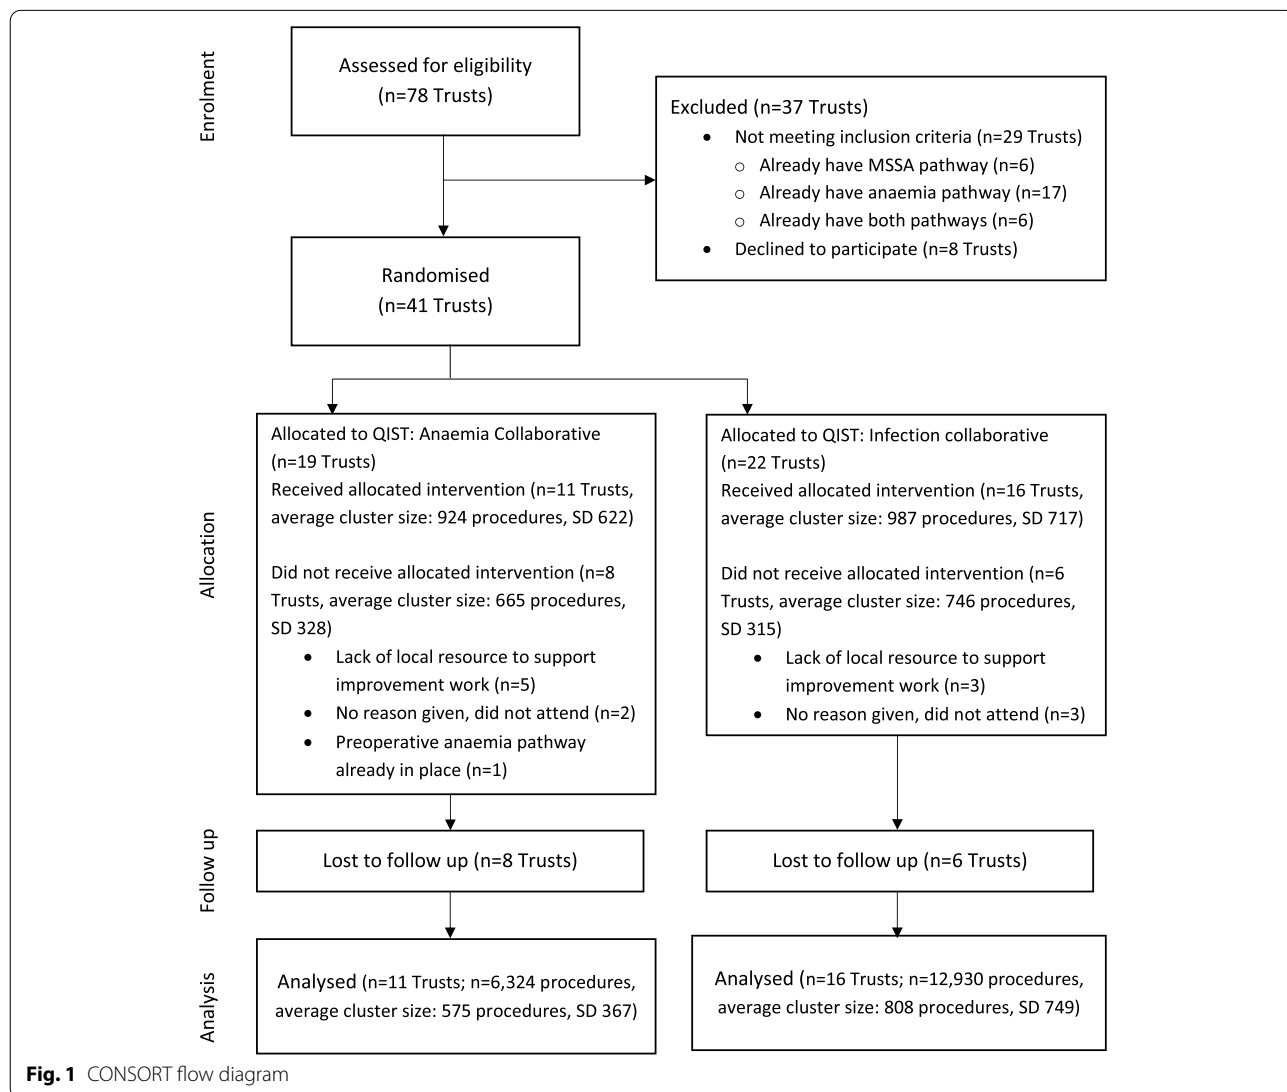 Enrolment
Assessed for eligibility
(n=78 Trusts)
Excluded (n=37 Trusts)
• Not meeting inclusion criteria (n=29 Trusts)
o Already have MSSA pathway (n=6)
o Already have anaemia pathway (n=17)
o Already have both pathways (n=6)
• Declined to participate (n=8 Trusts)
Randomised
(n=41 Trusts)
Allocation
Allocated to QIST: Anaemia Collaborative
(n=19 Trusts)
Received allocated intervention (n=11 Trusts,
average cluster size: 924 procedures, SD 622)
Did not receive allocated intervention (n=8
Trusts, average cluster size: 665 procedures,
SD 328)
• Lack of local resource to support
improvement work (n=5)
• No reason given, did not attend (n=2)
• Preoperative anaemia pathway
already in place (n=1)
Allocated to QIST: Infection collaborative
(n=22 Trusts)
Received allocated intervention (n=16 Trusts,
average cluster size: 987 procedures, SD 717)
Did not receive allocated intervention (n=6
Trusts, average cluster size: 746 procedures,
SD 315)
• Lack of local resource to support
improvement work (n=3)
• No reason given, did not attend (n=3)
Follow up
Lost to follow up (n=8 Trusts)
Lost to follow up (n=6 Trusts)
Analysis
Analysed (n=11 Trusts; n=6,324 procedures,
average cluster size: 575 procedures, SD 367)
Analysed (n=16 Trusts; n=12,930 procedures,
average cluster size: 808 procedures, SD 749)
Fig. 1 CONSORT flow diagram